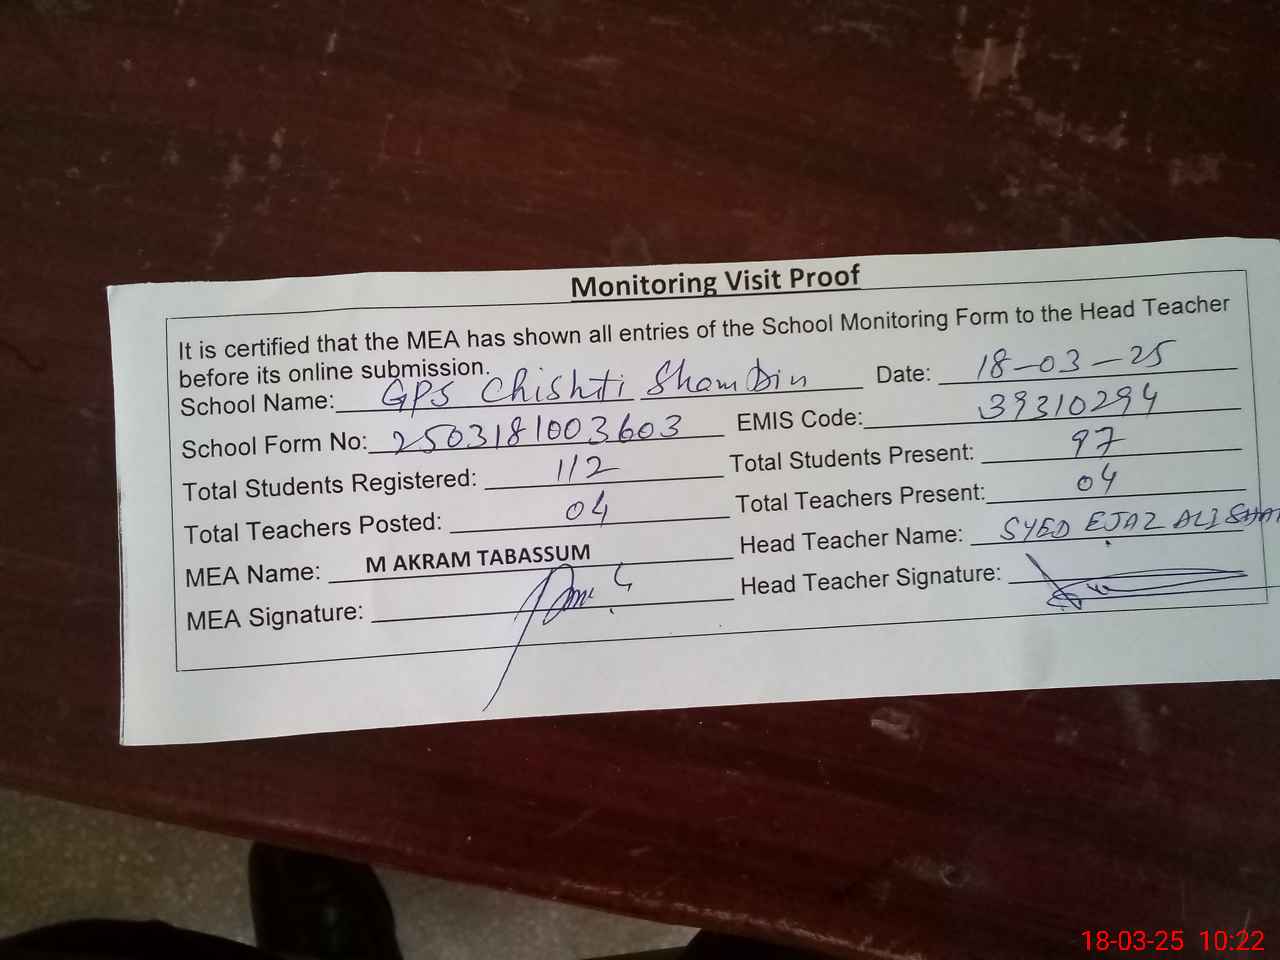 Monitoring Visit Proof
It is certified that the MEA has shown all entries of the School Monitoring Form to the Head Teacher
before its online submission.
School Name: GPS Chishti Sham Din Date: 18-03-25
School Form No: 2503181003603 EMIS Code: 39310294
Total Students Registered: 112 Total Students Present: 97
Total Teachers Posted: 04 Total Teachers Present: 04
MEA Name: M AKRAM TABASSUM Head Teacher Name: SYED EJAZ ALI SHAH
MEA Signature: Head Teacher Signature:
18-03-25 10:22